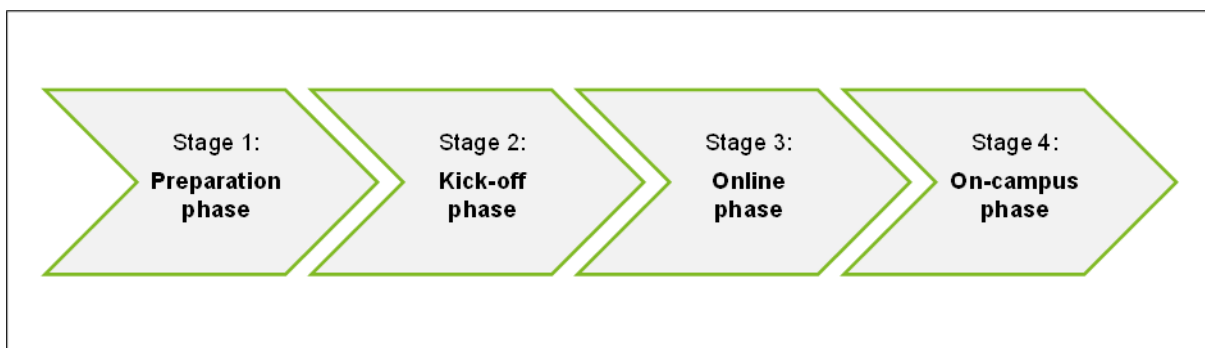 Stage 1:
Preparation
phase
Stage 2:
Kick-off
phase
Stage 3:
Online
phase
Stage 4:
On-campus
phase